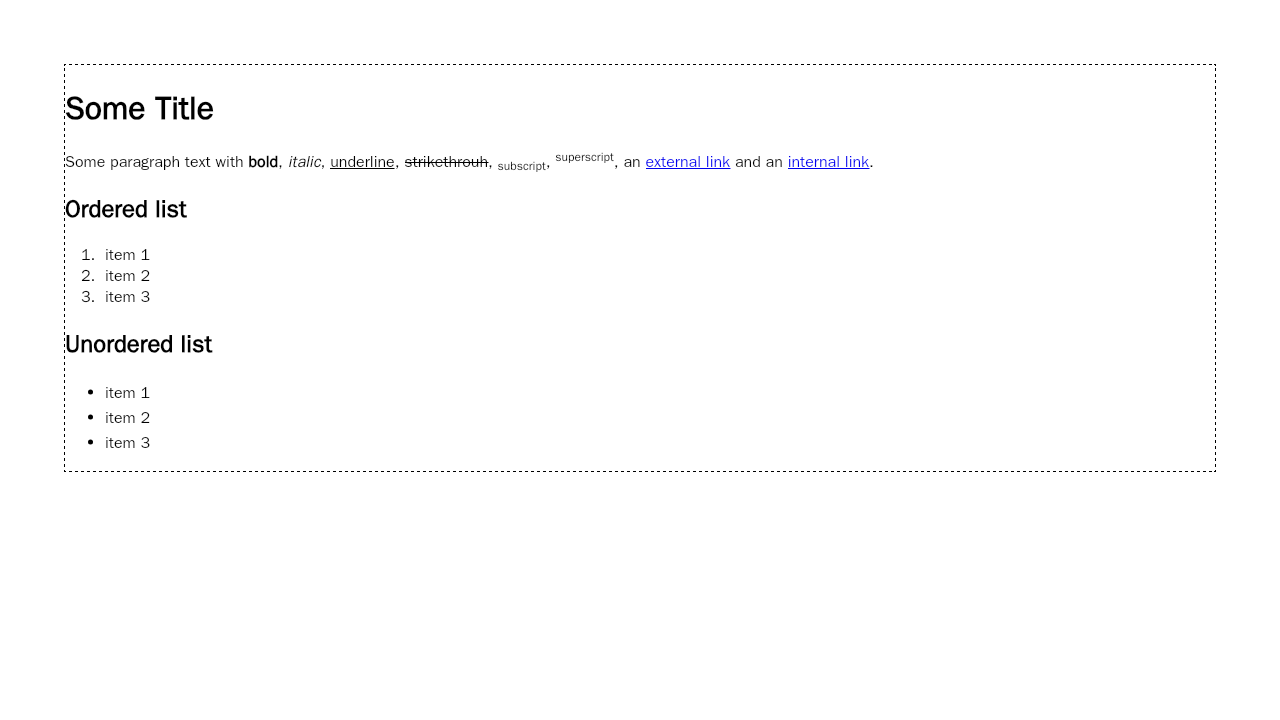 Some Title
Some paragraph text with bold, italic, underline, strikethrouh, subscript, superscript, an external link and an internal link.
Ordered list
1. item 1
2. item 2
3. item 3
Unordered list
• item 1
• item 2
• item 3